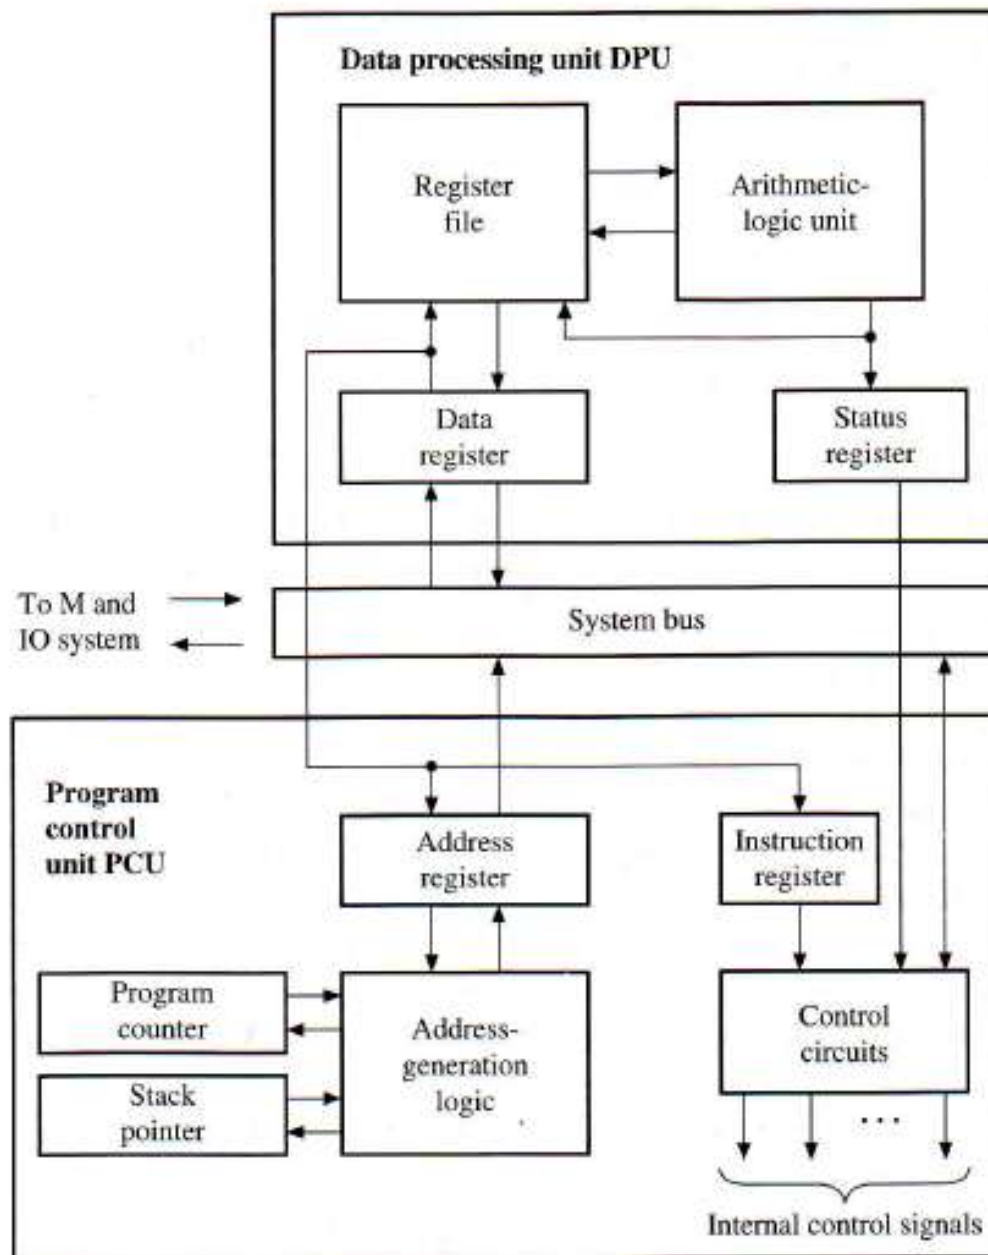 Data processing unit DPU
Register
file
Arithmetic-
logic unit
Data
register
Status
register
To M and
IO system
System bus
Program
control
unit PCU
Address
register
Instruction
register
Program
counter
Address-
generation
logic
Control
circuits
Stack
pointer
...
Internal control signals